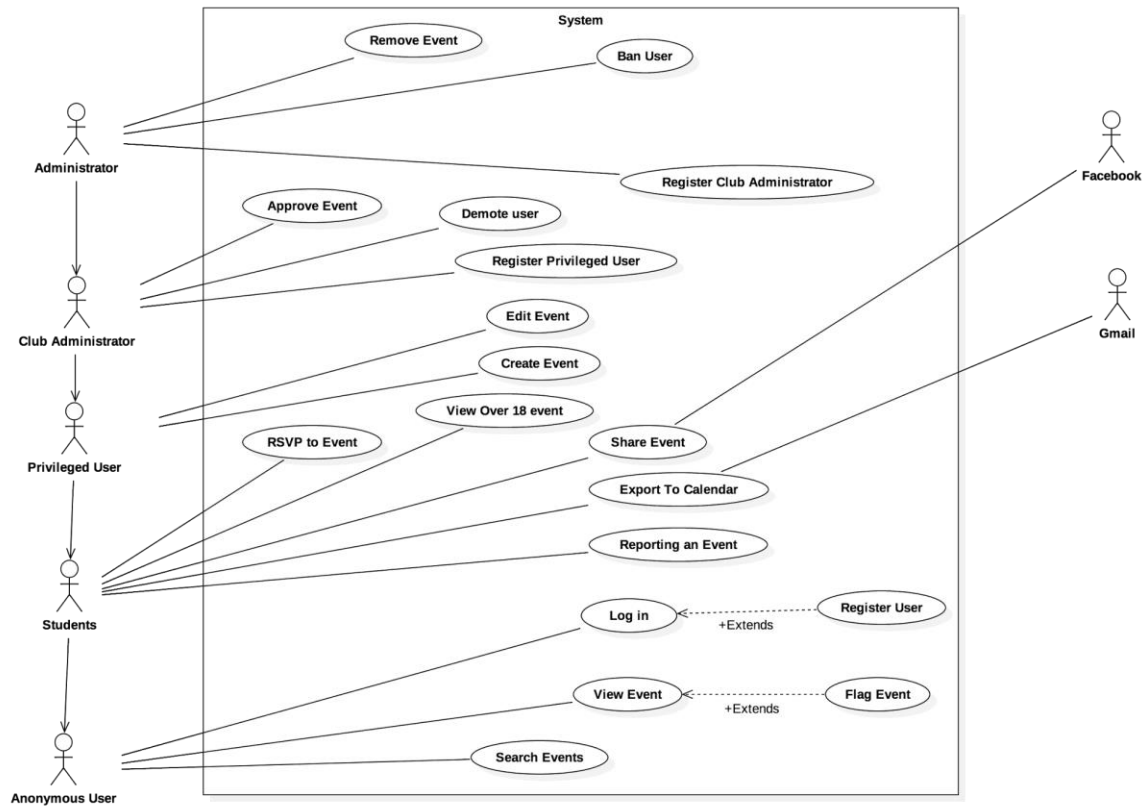 System
Remove Event
Ban User
Administrator
Facebook
Register Club Administrator
Approve Event
Demote user
Register Privileged User
Club Administrator
Gmail
Edit Event
Create Event
View Over 18 event
RSVP to Event
Share Event
Privileged User
Export To Calendar
Reporting an Event
Students
Log in
+Extends
Register User
View Event
+Extends
Flag Event
Search Events
Anonymous User